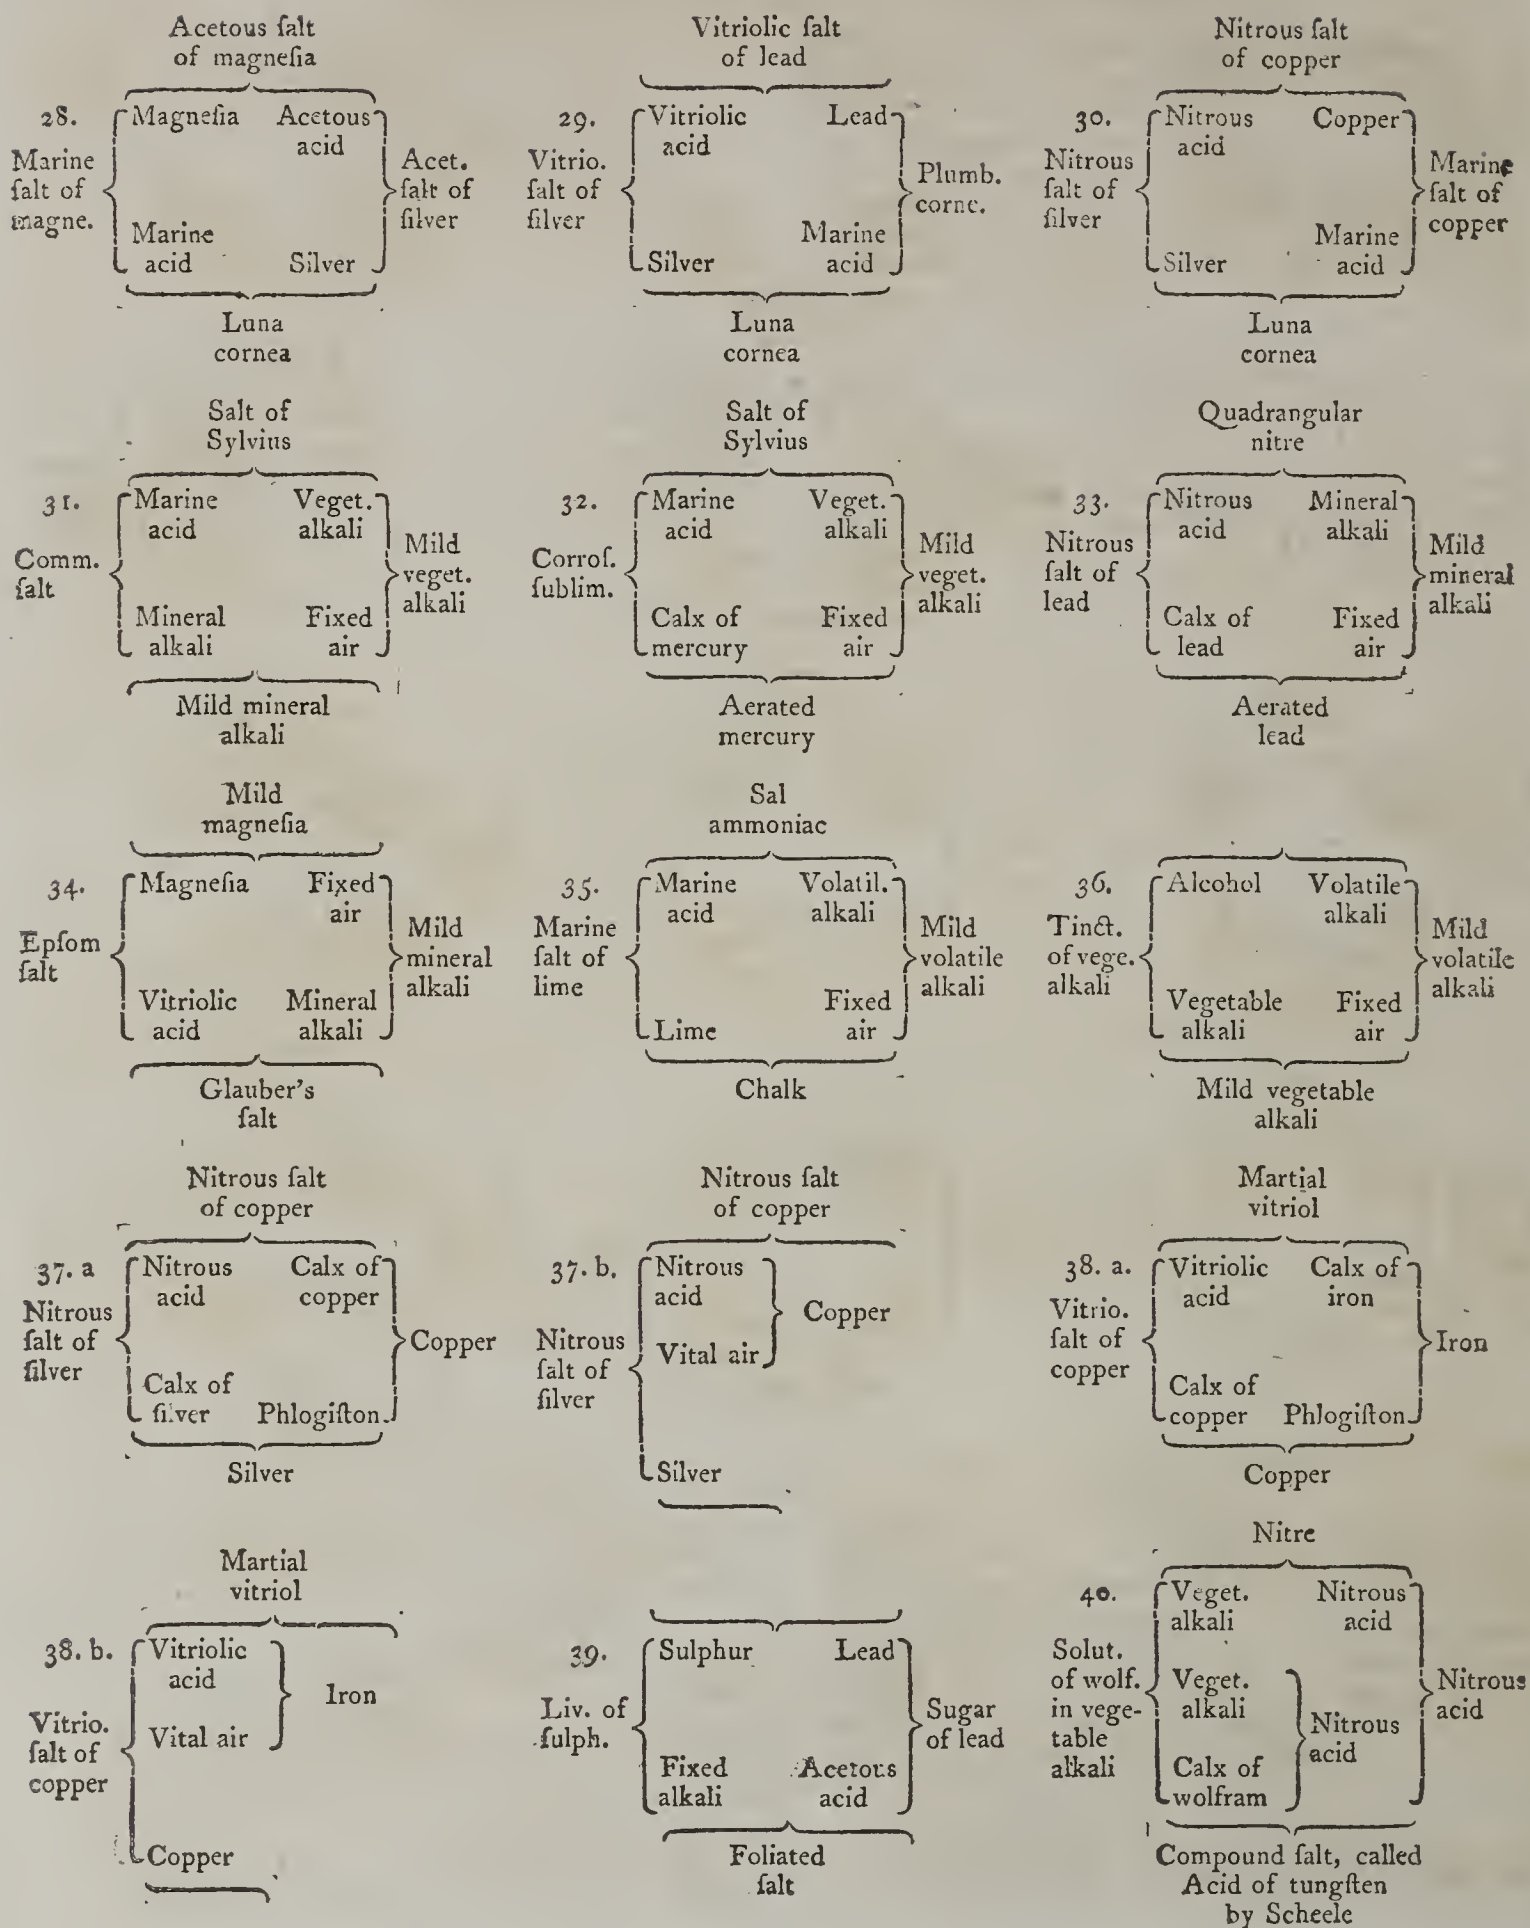 Acetous ſalt
of magneſia
28.
Marine
ſalt of
magne.
Magneſia Acetous
acid
Marine
acid Silver
Acet.
ſalt of
ſilver
Luna
cornea
Vitriolic ſalt
of lead
29.
Vitrio.
ſalt of
ſilver
Vitriolic Lead
acid
Marine
Silver acid
Plumb.
corne.
Luna
cornea
Nitrous ſalt
of copper
30.
Nitrous
ſalt of
ſilver
Nitrous Copper
acid
Marine
Silver acid
Marine
ſalt of
copper
Luna
cornea
Salt of
Sylvius
31.
Comm.
ſalt
Marine Veget.
acid alkali
Mineral Fixed
alkali air
Mild
veget.
alkali
Mild mineral
alkali
Salt of
Sylvius
32.
Corroſ.
ſublim.
Marine Veget.
acid alkali
Calx of Fixed
mercury air
Mild
veget.
alkali
Aerated
mercury
Quadrangular
nitre
33.
Nitrous
ſalt of
lead
Nitrous Mineral
acid alkali
Calx of Fixed
lead air
Mild
mineral
alkali
Aerated
lead
Mild
magneſia
34.
Epſom
ſalt
Magneſia Fixed
air
Vitriolic Mineral
acid alkali
Mild
mineral
alkali
Glauber's
ſalt
Sal
ammoniac
35.
Marine
ſalt of
lime
Marine Volatil.
acid alkali
Fixed
Lime air
Mild
volatile
alkali
Chalk
36.
Tinct.
of vege.
alkali
Alcohol Volatile
alkali
Vegetable Fixed
alkali air
Mild
volatile
alkali
Mild vegetable
alkali
Nitrous ſalt
of copper
37. a
Nitrous
ſalt of
ſilver
Nitrous Calx of
acid copper
Calx of
ſilver Phlogiſton
Copper
Silver
Nitrous ſalt
of copper
37. b.
Nitrous
ſalt of
ſilver
Nitrous
acid
Vital air
Copper
Silver
Martial
vitriol
38. a.
Vitrio.
ſalt of
copper
Vitriolic Calx of
acid iron
Calx of
copper Phlogiſton
Iron
Copper
Martial
vitriol
38. b.
Vitrio.
ſalt of
copper
Vitriolic
acid
Vital air
Iron
Copper
39.
Liv. of
ſulph.
Sulphur Lead
Fixed Acetous
alkali acid
Sugar
of lead
Foliated
ſalt
Nitre
40.
Solut.
of wolf.
in vege-
table
alkali
Veget. Nitrous
alkali acid
Veget.
alkali
Calx of
wolfram
Nitrous
acid
Nitrous
acid
Compound ſalt, called
Acid of tungſten
by Scheele